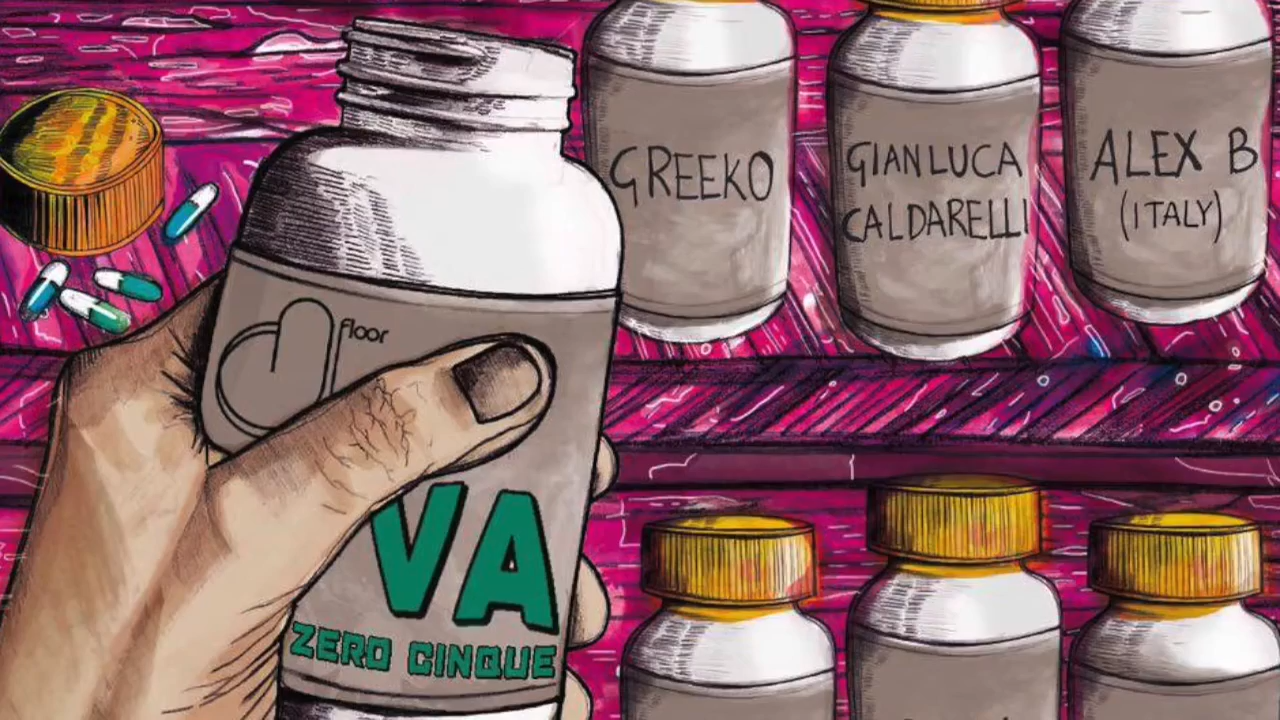 floor
VA
ZERO CINQUE
GREEKO
GIANLUCA
CALDARELLI
ALEX B
(ITALY)